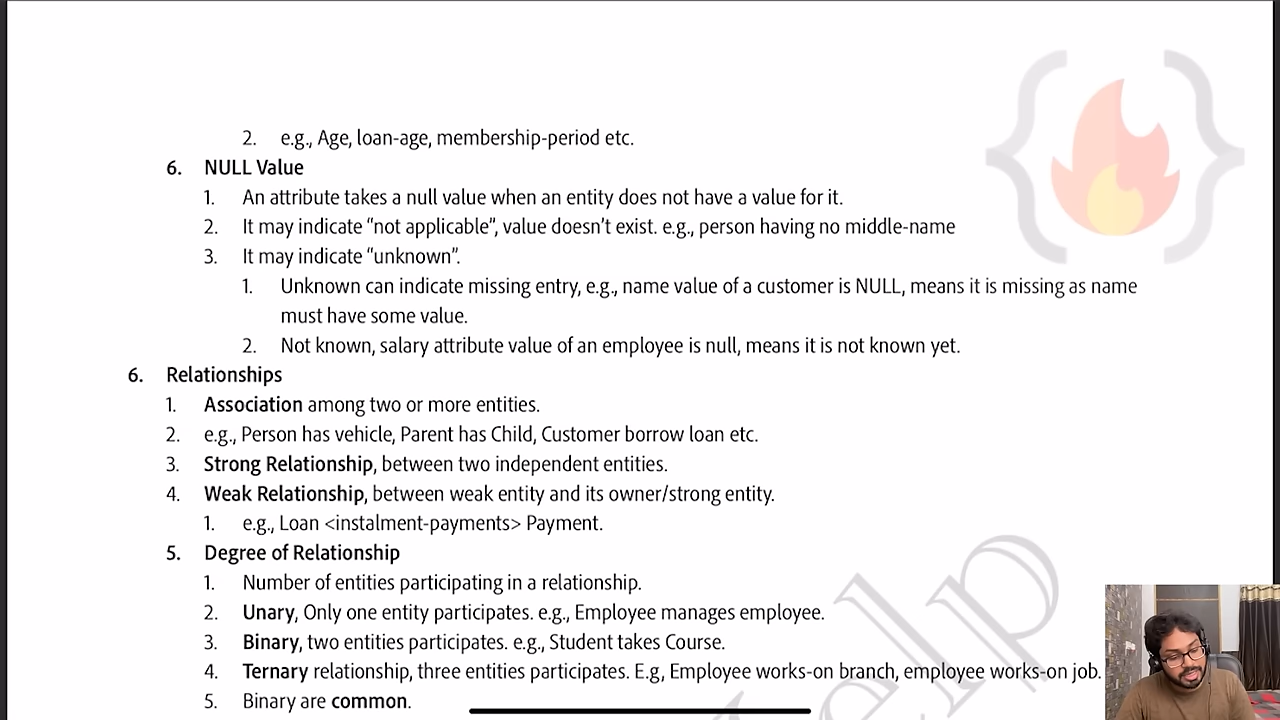 2. e.g., Age, loan-age, membership-period etc.
6. NULL Value
1. An attribute takes a null value when an entity does not have a value for it.
2. It may indicate “not applicable”, value doesn’t exist. e.g., person having no middle-name
3. It may indicate “unknown”.
1. Unknown can indicate missing entry, e.g., name value of a customer is NULL, means it is missing as name
must have some value.
2. Not known, salary attribute value of an employee is null, means it is not known yet.
6. Relationships
1. Association among two or more entities.
2. e.g., Person has vehicle, Parent has Child, Customer borrow loan etc.
3. Strong Relationship, between two independent entities.
4. Weak Relationship, between weak entity and its owner/strong entity.
1. e.g., Loan <instalment-payments> Payment.
5. Degree of Relationship
1. Number of entities participating in a relationship.
2. Unary, Only one entity participates. e.g., Employee manages employee.
3. Binary, two entities participates. e.g., Student takes Course.
4. Ternary relationship, three entities participates. E.g, Employee works-on branch, employee works-on job.
5. Binary are common.
elp